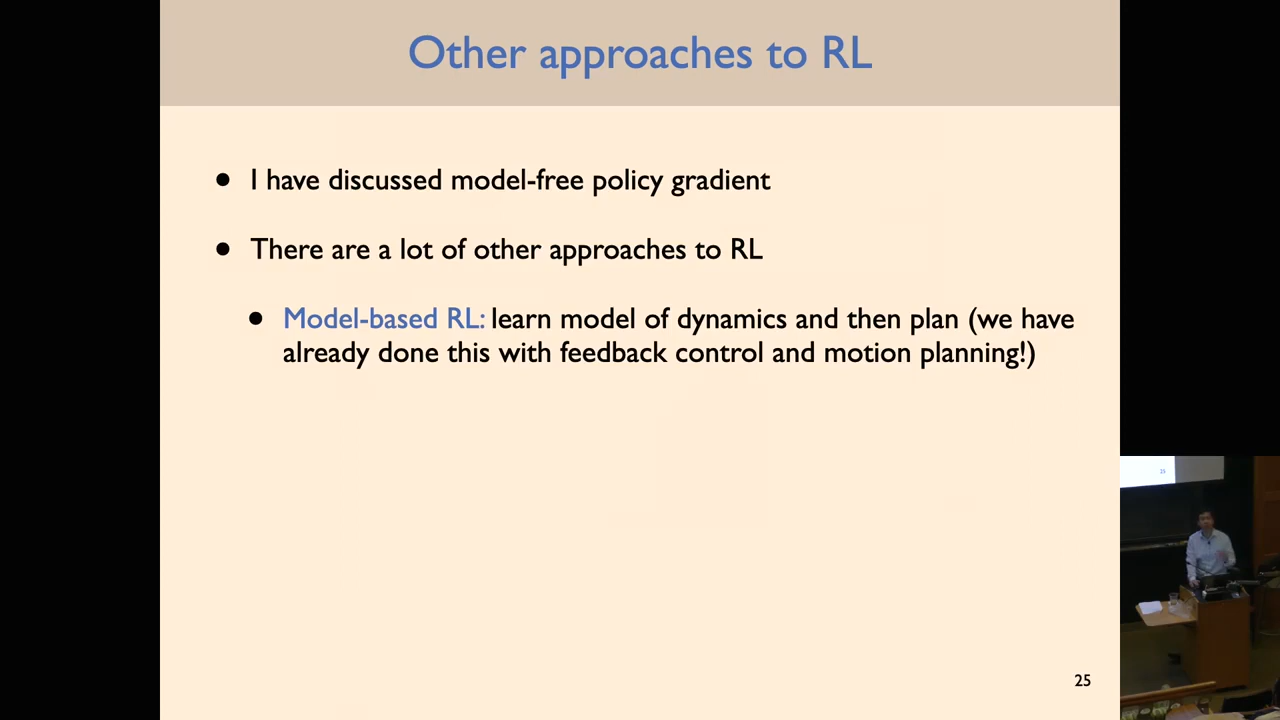 Other approaches to RL
• I have discussed model-free policy gradient
• There are a lot of other approaches to RL
• Model-based RL: learn model of dynamics and then plan (we have
already done this with feedback control and motion planning!)
25
25